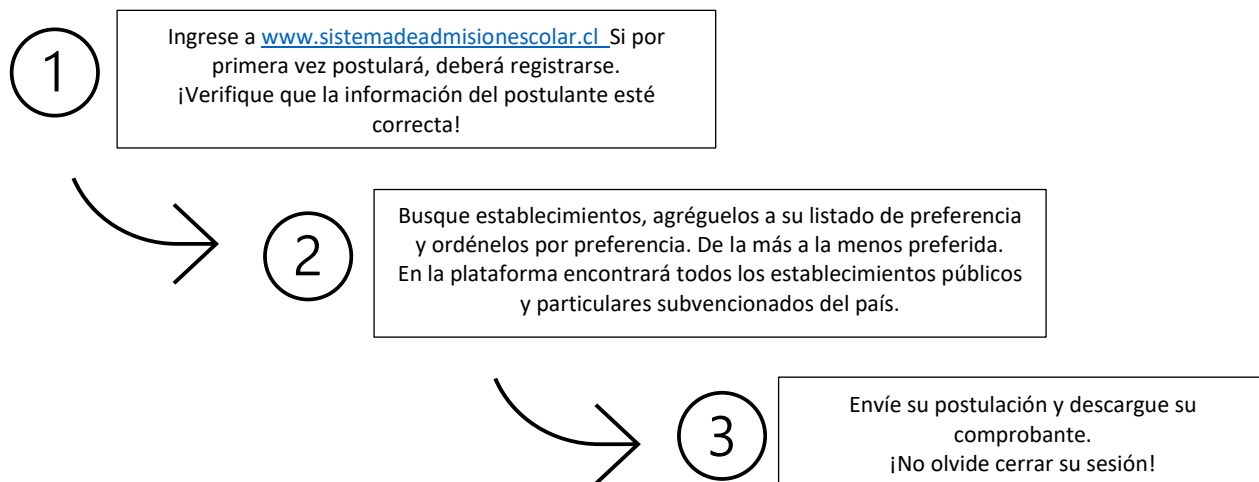 1
Ingrese a www.sistemadeadmisionescolar.cl Si por
primera vez postulará, deberá registrarse.
¡Verifique que la información del postulante esté
correcta!
2
Busque establecimientos, agréguelos a su listado de preferencia
y ordénelos por preferencia. De la más a la menos preferida.
En la plataforma encontrará todos los establecimientos públicos
y particulares subvencionados del país.
3
Envíe su postulación y descargue su
comprobante.
¡No olvide cerrar su sesión!